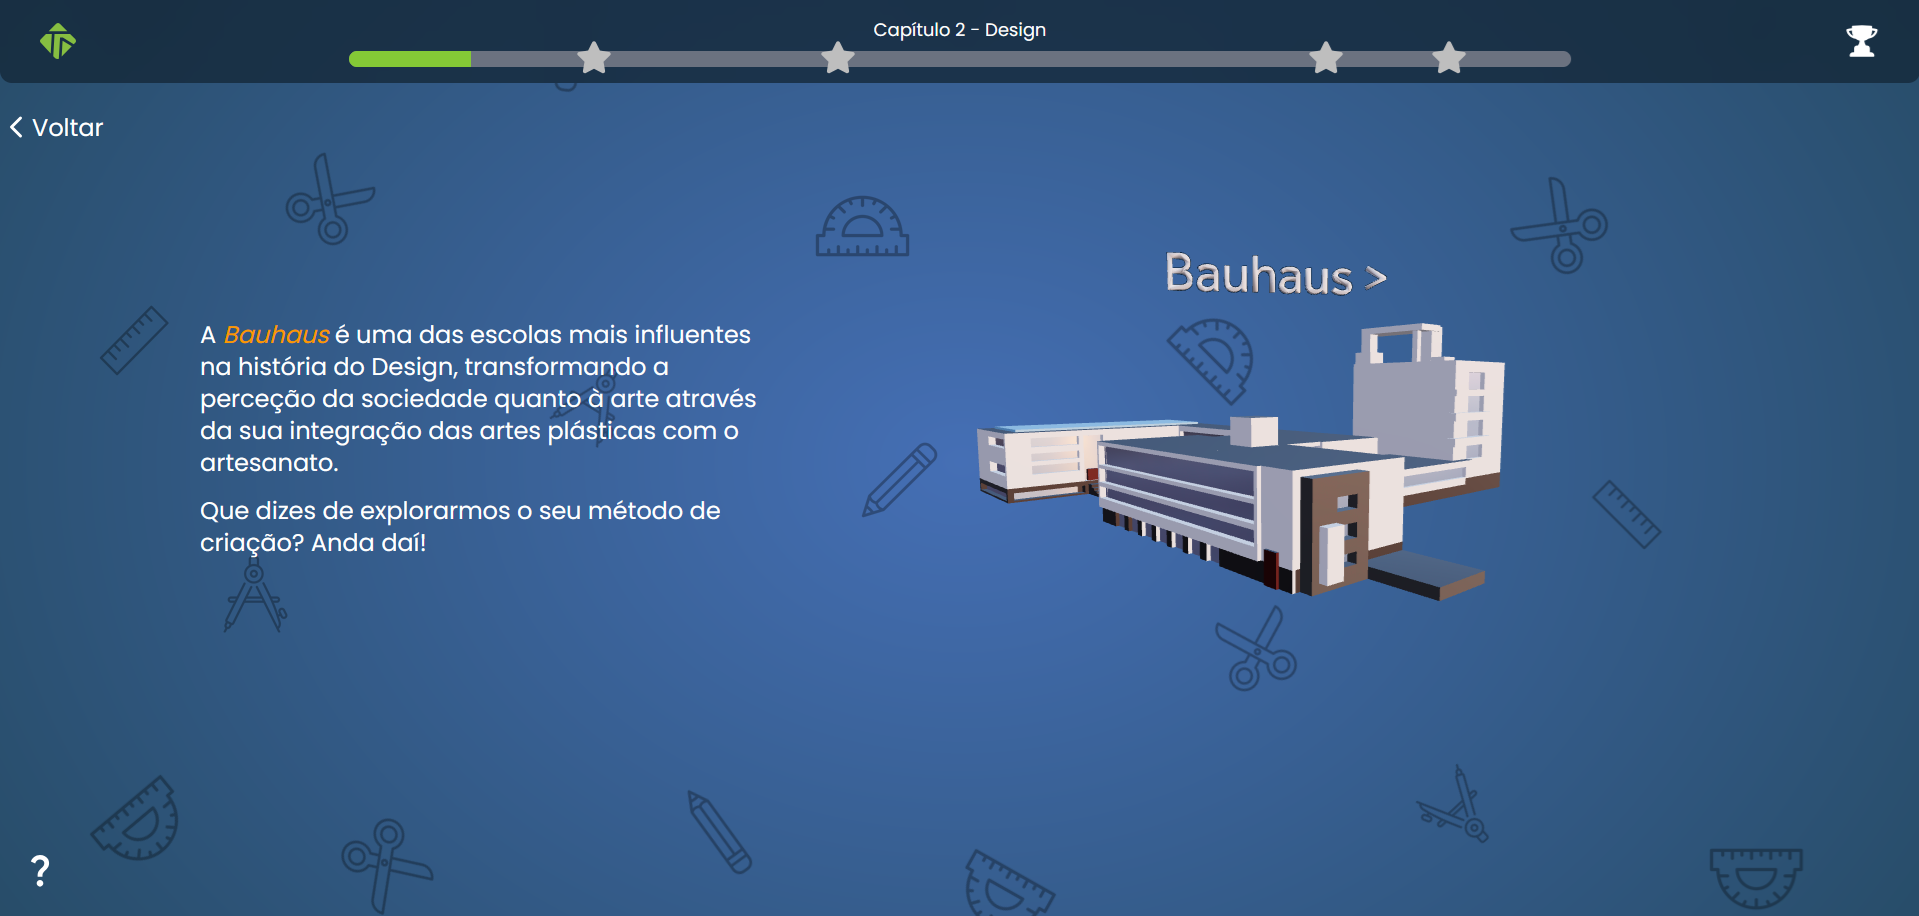 Capítulo 2 - Design
Voltar
Bauhaus >
A Bauhaus é uma das escolas mais influentes
na história do Design, transformando a
perceção da sociedade quanto à arte através
da sua integração das artes plásticas com o
artesanato.
Que dizes de explorarmos o seu método de
criação? Anda daí!
?